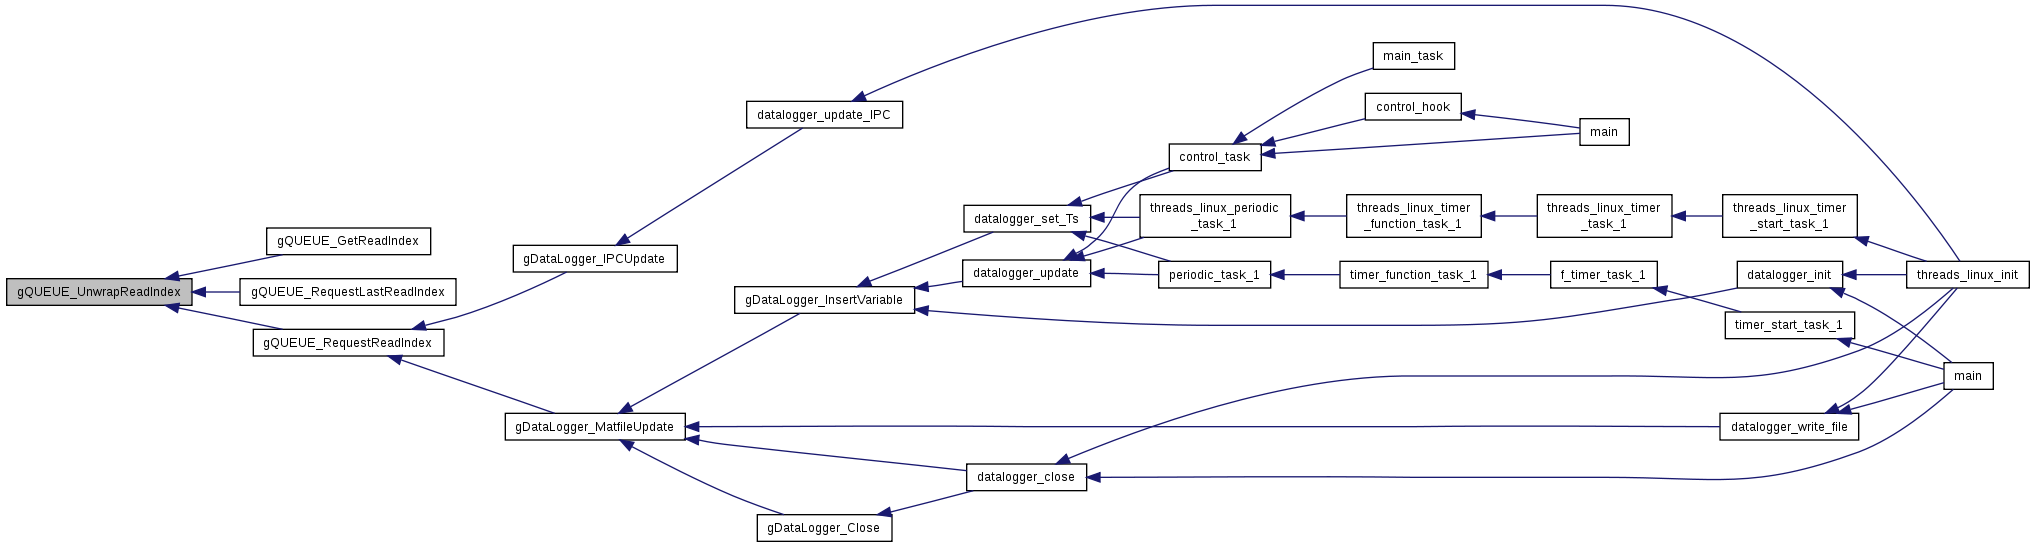 main_task
control_hook
datalogger_update_IPC
main
control_task
threads_linux_periodic
_task_1
threads_linux_timer
_function_task_1
threads_linux_timer
_task_1
threads_linux_timer
_start_task_1
datalogger_set_Ts
gQUEUE_GetReadIndex
gDataLogger_IPCUpdate
datalogger_update
periodic_task_1
timer_function_task_1
f_timer_task_1
datalogger_init
threads_linux_init
gQUEUE_UnwrapReadIndex
gQUEUE_RequestLastReadIndex
gDataLogger_InsertVariable
timer_start_task_1
gQUEUE_RequestReadIndex
main
gDataLogger_MatfileUpdate
datalogger_write_file
datalogger_close
gDataLogger_Close